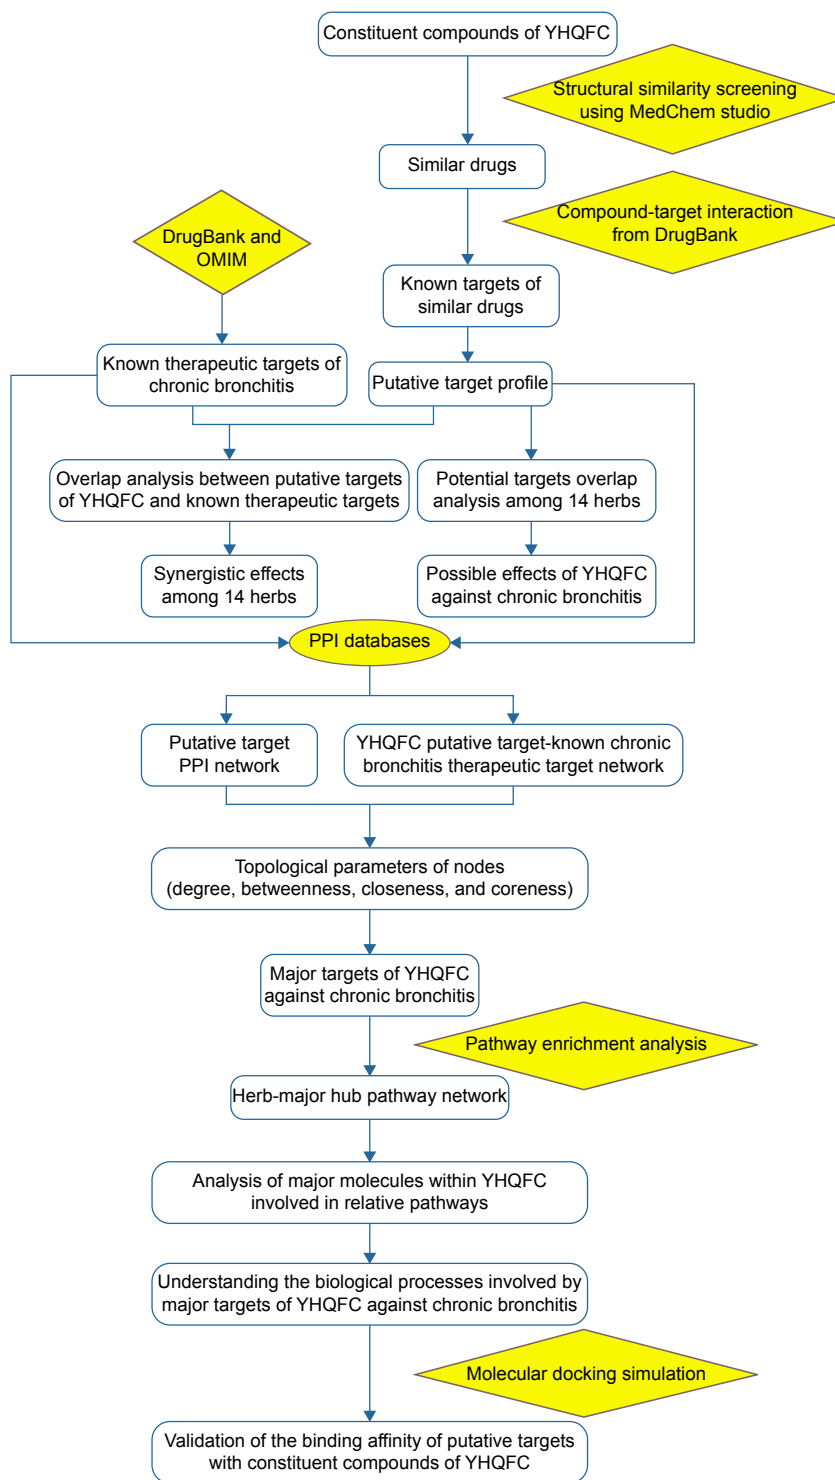 Constituent compounds of YHQFC
Structural similarity screening
using MedChem studio
Similar drugs
Compound-target interaction
from DrugBank
DrugBank and
OMIM
Known targets of
similar drugs
Known therapeutic targets of
chronic bronchitis
Putative target profile
Overlap analysis between putative targets
of YHQFC and known therapeutic targets
Potential targets overlap
analysis among 14 herbs
Synergistic effects
among 14 herbs
Possible effects of YHQFC
against chronic bronchitis
PPI databases
Putative target
PPI network
YHQFC putative target-known chronic
bronchitis therapeutic target network
Topological parameters of nodes
(degree, betweenness, closeness, and coreness)
Major targets of YHQFC
against chronic bronchitis
Pathway enrichment analysis
Herb-major hub pathway network
Analysis of major molecules within YHQFC
involved in relative pathways
Understanding the biological processes involved by
major targets of YHQFC against chronic bronchitis
Molecular docking simulation
Validation of the binding affinity of putative targets
with constituent compounds of YHQFC